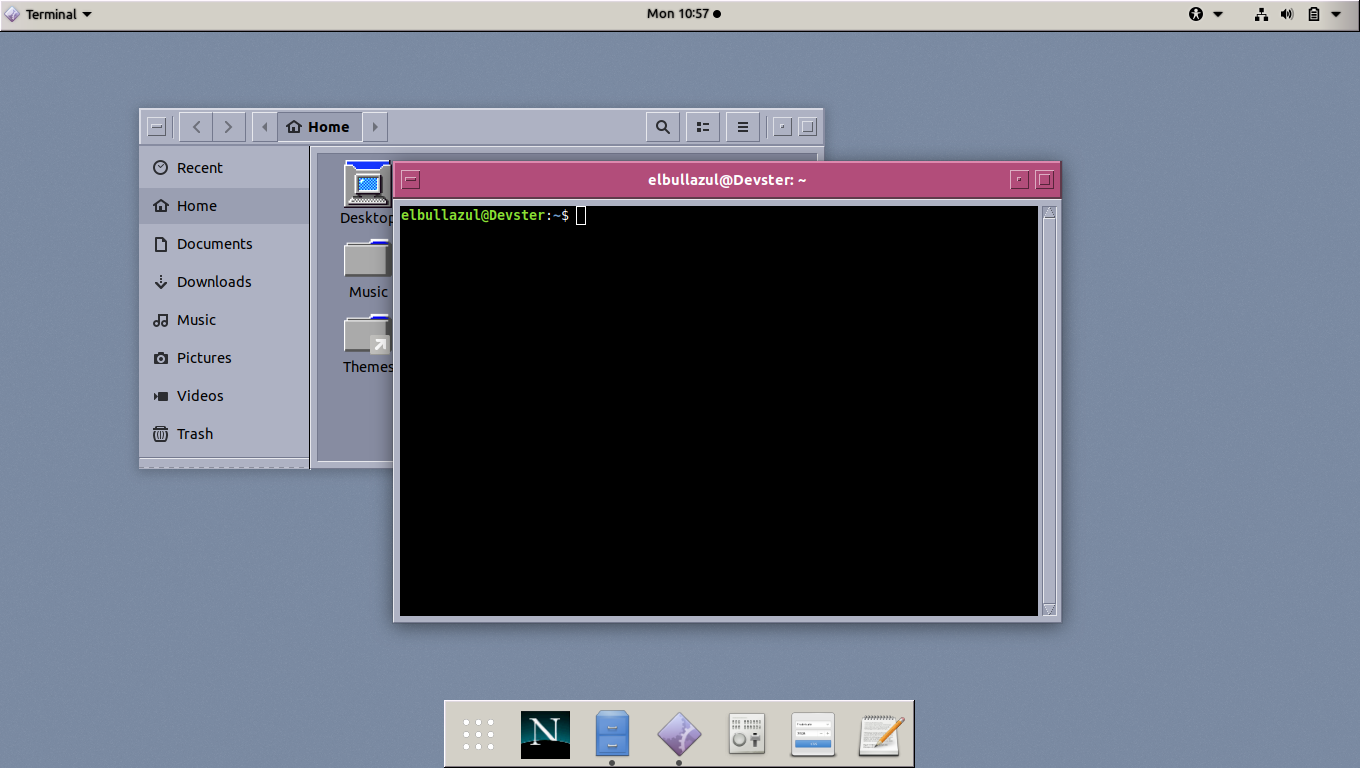 Terminal
Mon 10:57
Home
Recent
Home
Documents
Downloads
Music
Pictures
Videos
Trash
Desktop
Music
Themes
elbullazul@Devster: ~
elbullazul@Devster:~$
N